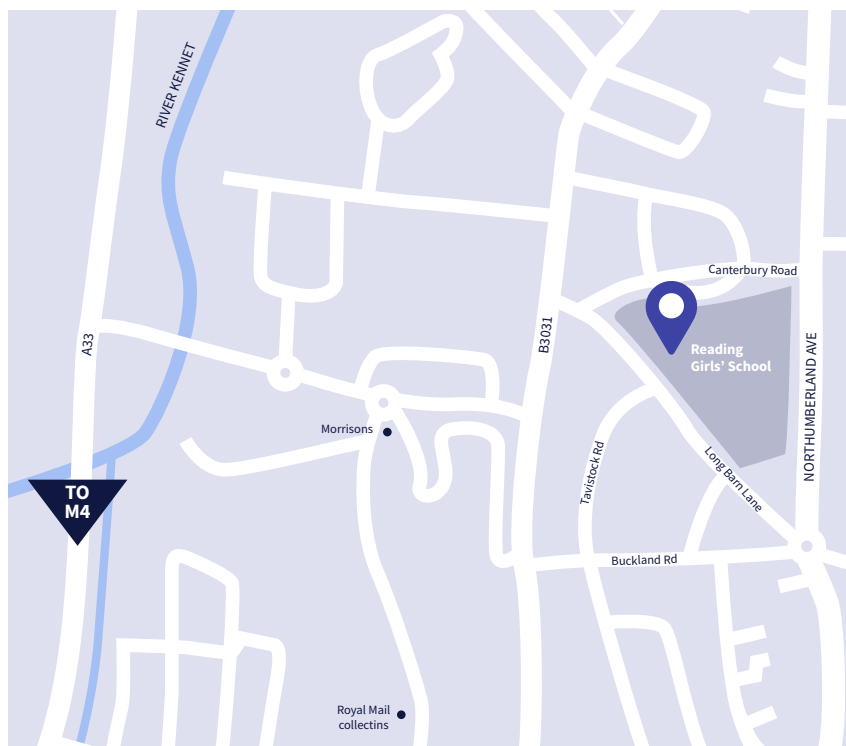 RIVER KENNET
Canterbury Road
A33
B3031
NORTHUMBERLAND AVE
Reading
Girls’ School
Morrisons
Tavistock Rd
Long Barn Lane
TO
M4
Buckland Rd
Royal Mail
collectins